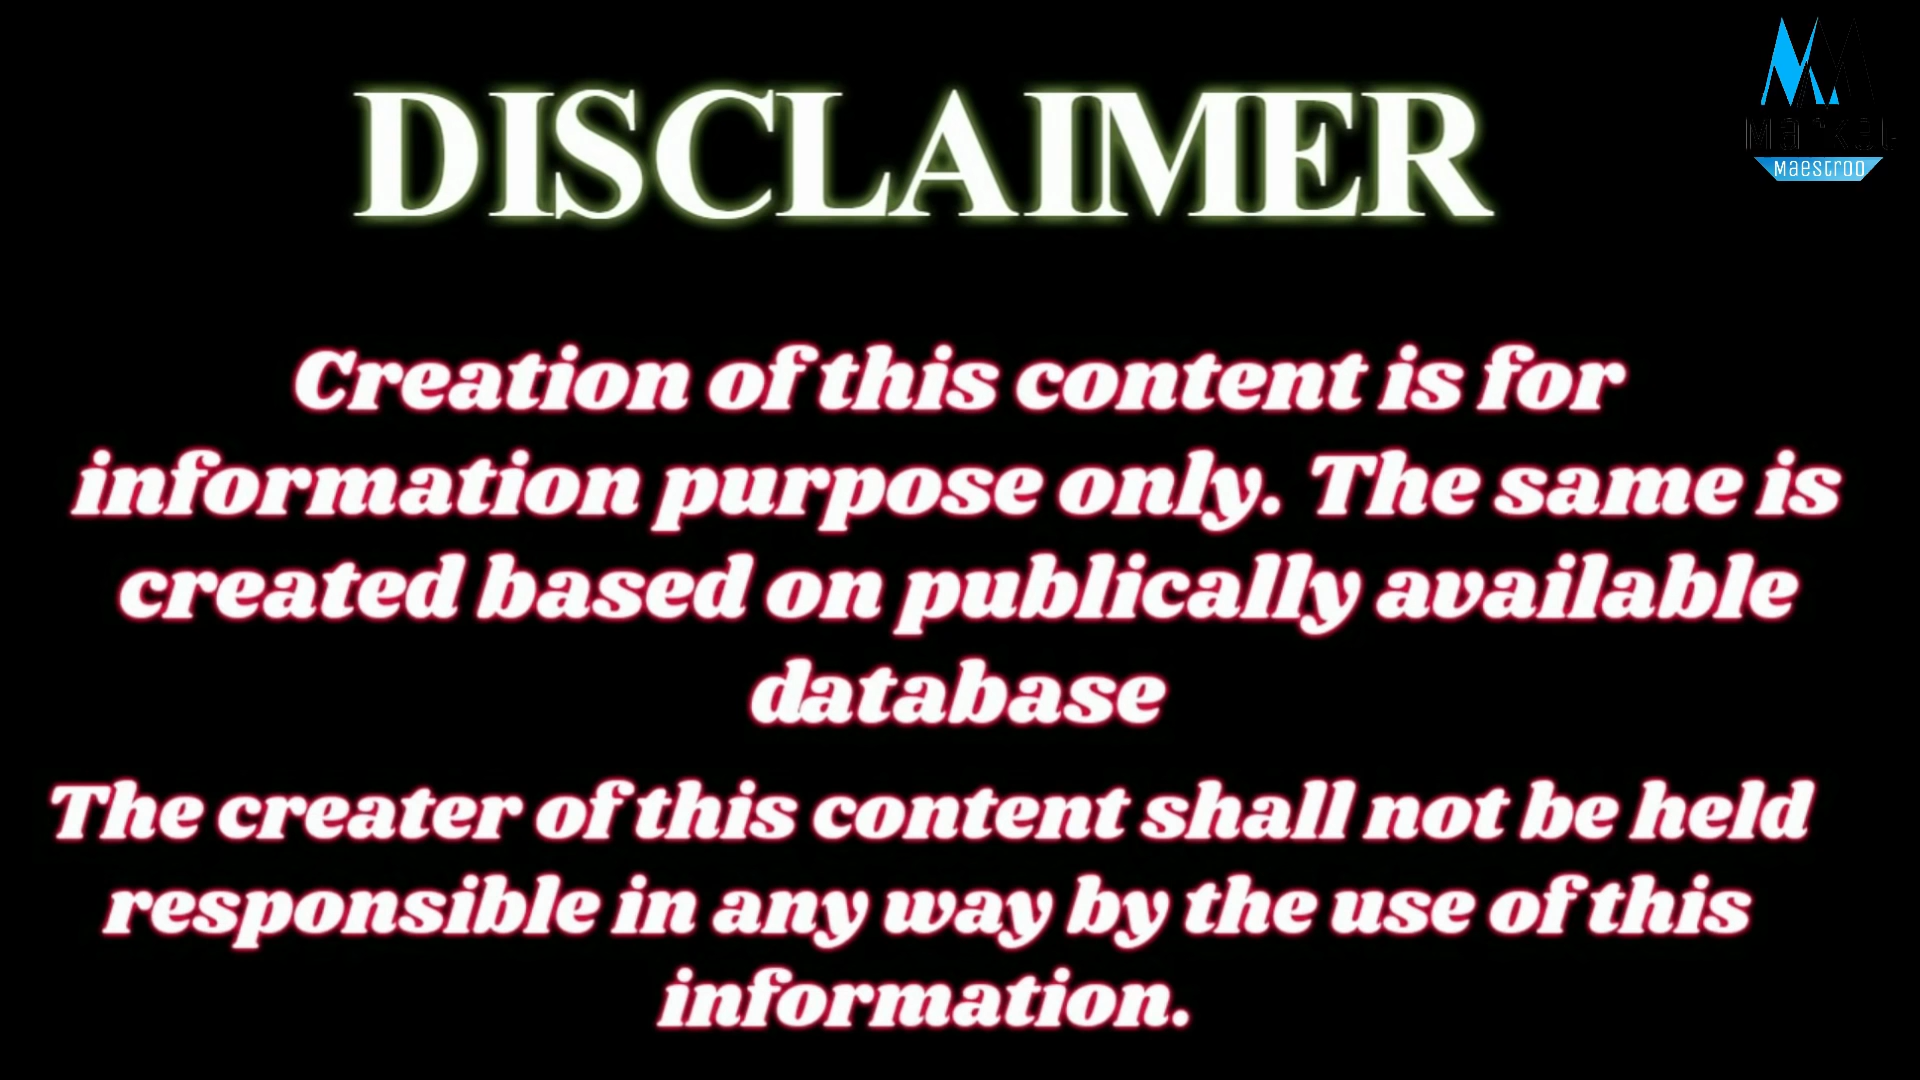 DISCLAIMER
Market
Maestroo
Creation of this content is for
information purpose only. The same is
created based on publically available
database
The creater of this content shall not be held
responsible in any way by the use of this
information.